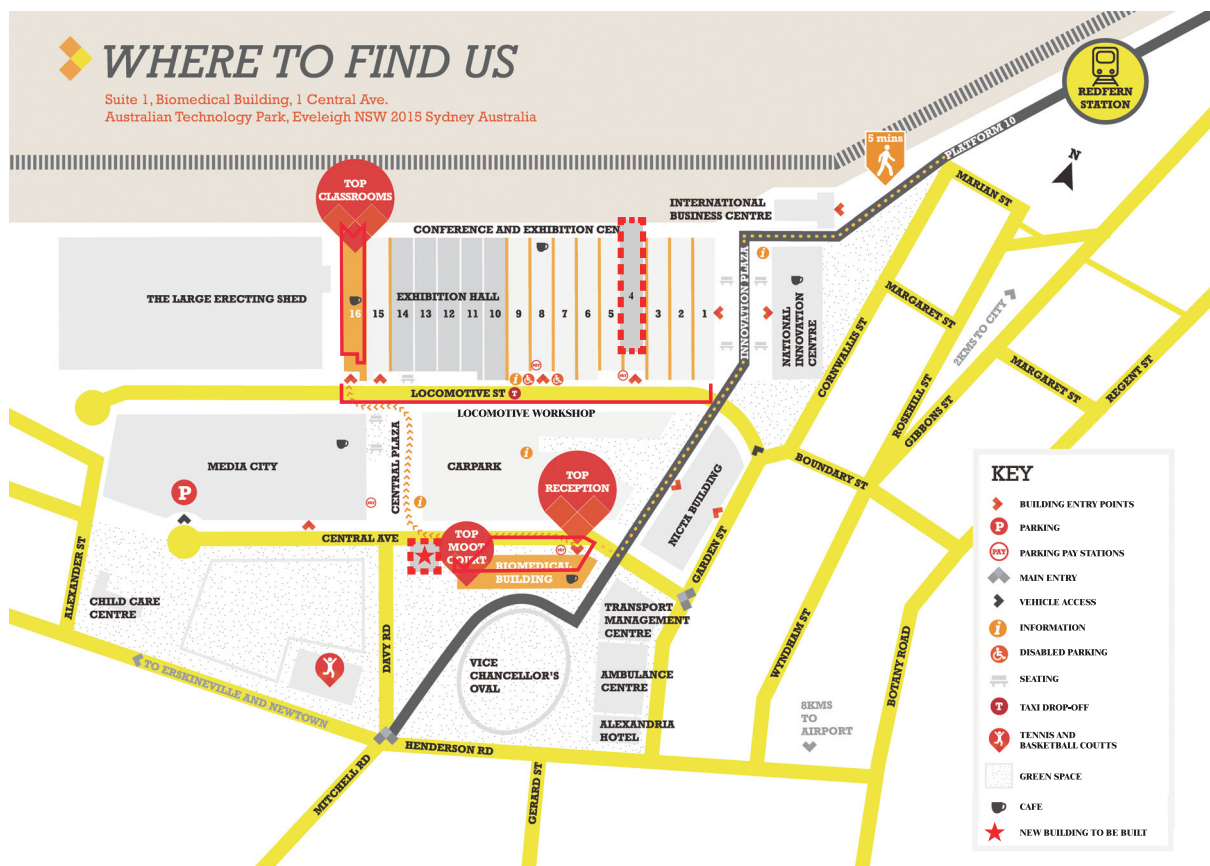 WHERE TO FIND US
Suite 1, Biomedical Building, 1 Central Ave.
Australian Technology Park, Eveleigh NSW 2015 Sydney Australia
REDFERN
STATION
5 mins
PLATFORM 10
N
MARIAN ST
TOP
CLASSROOMS
INTERNATIONAL
BUSINESS CENTRE
CONFERENCE AND EXHIBITION CEN
THE LARGE ERECTING SHED
EXHIBITION HALL
16
15
14
13
12
11
10
9
8
7
6
5
4
3
2
1
INNOVATION PLAZA
NATIONAL
INNOVATION
CENTRE
CORNWALLIS ST
MARGARET ST
2KMS TO CITY
MARGARET ST
REGENT ST
ROSEHILL ST
GIBBONS ST
PAY
PAY
LOCOMOTIVE ST
T
LOCOMOTIVE WORKSHOP
MEDIA CITY
CENTRAL PLAZA
CARPARK
TOP
RECEPTION
BOUNDARY ST
P
PAY
NICTA BUILDING
GARDEN ST
CENTRAL AVE
TOP
MOOT
COURT
PAY
BIOMEDICAL
BUILDING
ALEXANDER ST
CHILD CARE
CENTRE
DAVY RD
TRANSPORT
MANAGEMENT
CENTRE
WYNDHAM ST
BOTANY ROAD
TO ERSKINEVILLE AND NEWTOWN
VICE
CHANCELLOR'S
OVAL
AMBULANCE
CENTRE
ALEXANDRIA
HOTEL
8KMS
TO
AIRPORT
HENDERSON RD
MITCHELL RD
GERARD ST
KEY
BUILDING ENTRY POINTS
P PARKING
PAY PARKING PAY STATIONS
MAIN ENTRY
VEHICLE ACCESS
i INFORMATION
DISABLED PARKING
SEATING
T TAXI DROP-OFF
TENNIS AND
BASKETBALL COUTTS
GREEN SPACE
CAFE
NEW BUILDING TO BE BUILT